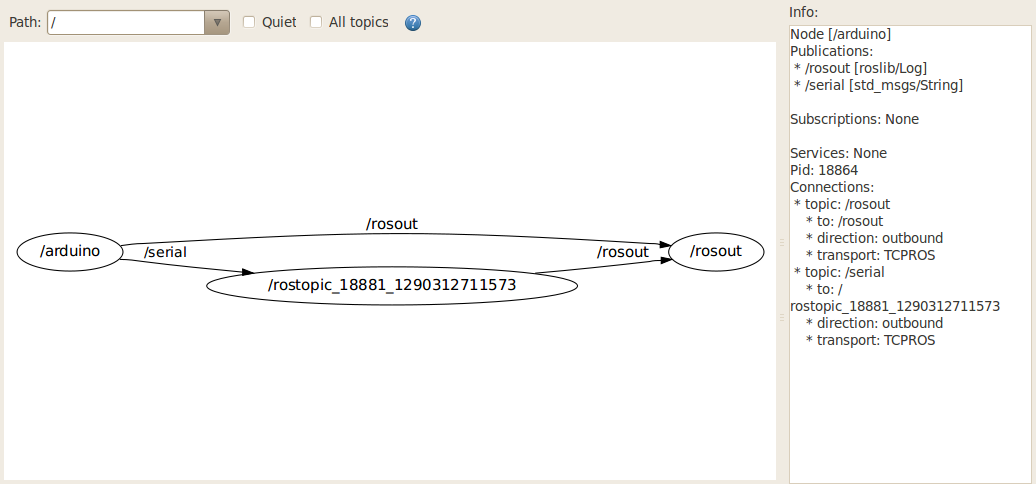 Path: / Quiet All topics ?
/rosout
/arduino /serial /rosout /rosout
/rostopic_18881_1290312711573
Info:
Node [/arduino]
Publications:
* /rosout [roslib/Log]
* /serial [std_msgs/String]
Subscriptions: None
Services: None
Pid: 18864
Connections:
* topic: /rosout
* to: /rosout
* direction: outbound
* transport: TCPROS
* topic: /serial
* to: /
rostopic_18881_1290312711573
* direction: outbound
* transport: TCPROS